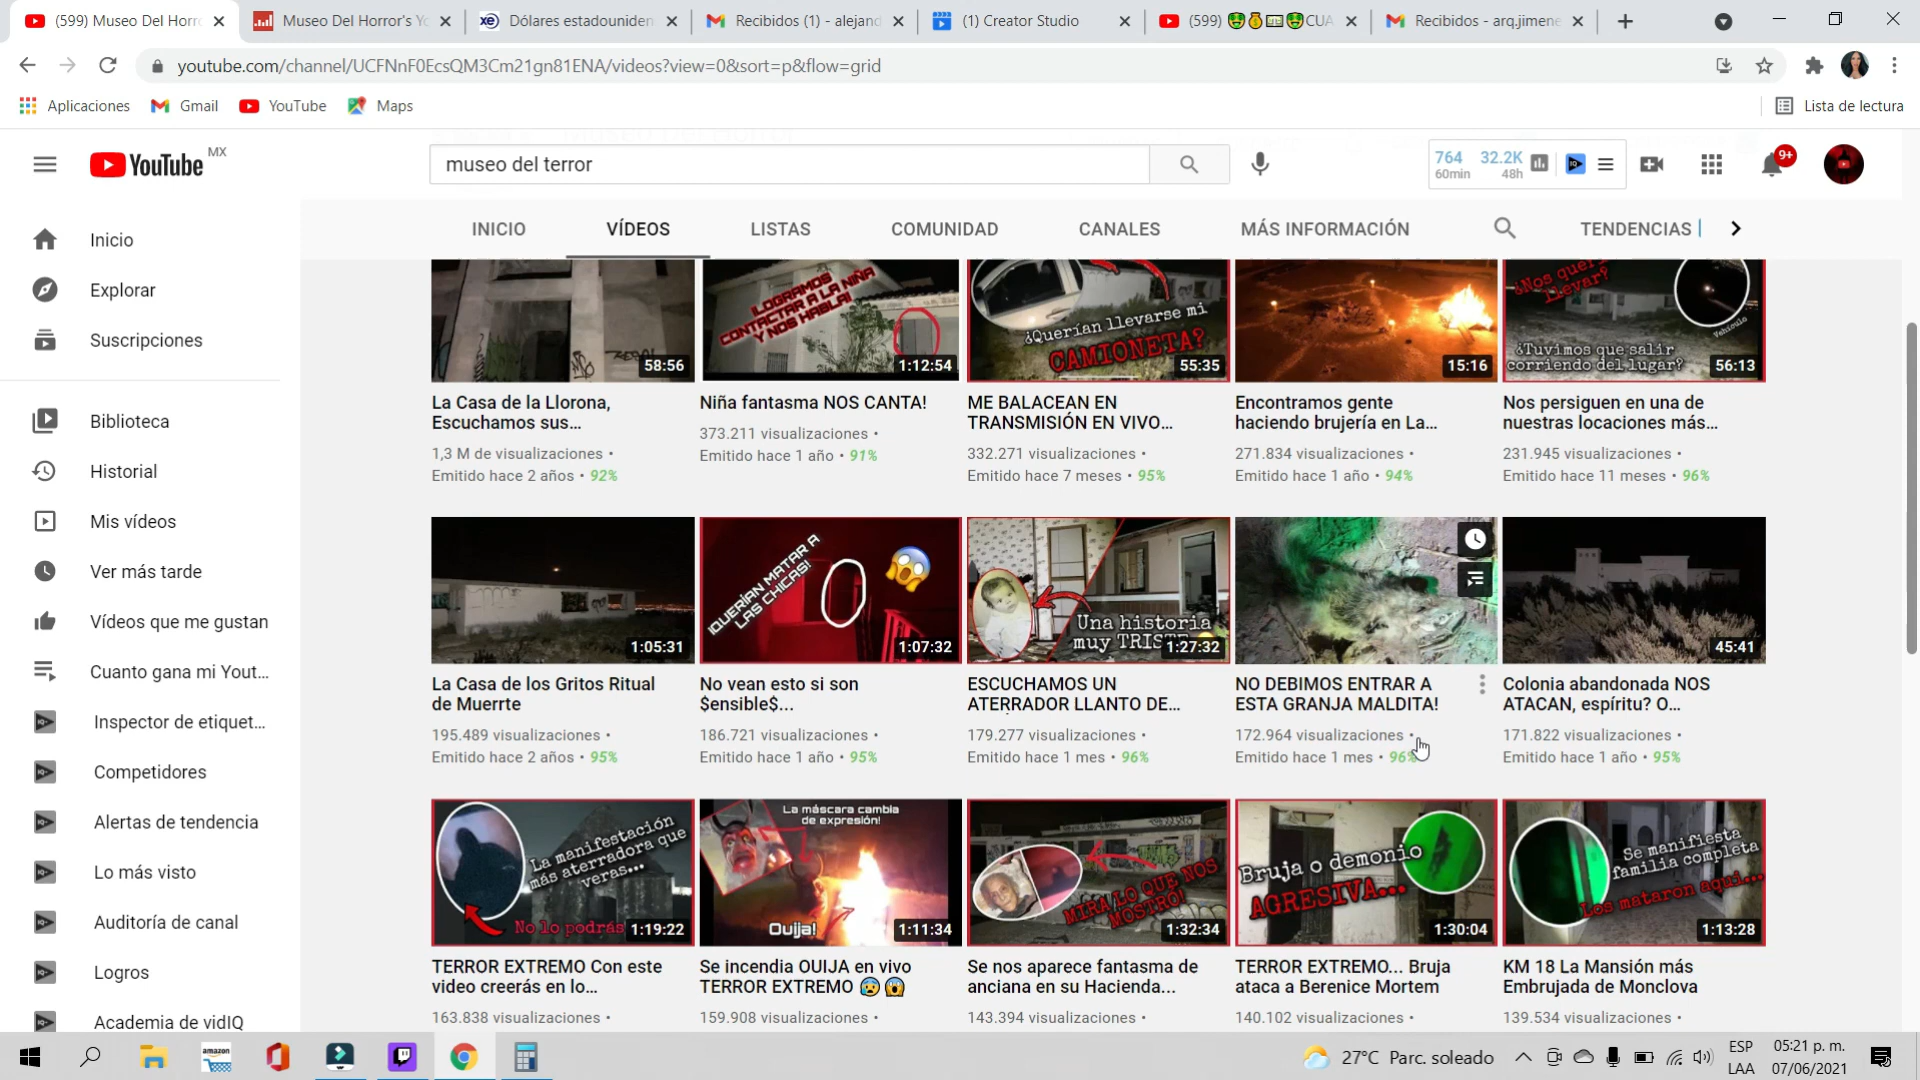 (599) Museo Del Horro
Museo Del Horror's Yo
Dólares estadouniden
Recibidos (1) - alejand
(1) Creator Studio
(599) 🤑💰💵🤑CUA
Recibidos - arq.jimene
youtube.com/channel/UCFNnF0EcsQM3Cm21gn81ENA/videos?view=0&sort=p&flow=grid
Aplicaciones
Gmail
YouTube
Maps
Lista de lectura
YouTube MX
museo del terror
764 32.2K
60min 48h
9+
INICIO
VÍDEOS
LISTAS
COMUNIDAD
CANALES
MÁS INFORMACIÓN
TENDENCIAS
Inicio
Explorar
Suscripciones
Biblioteca
Historial
Mis vídeos
Ver más tarde
Vídeos que me gustan
Cuanto gana mi Yout...
Inspector de etiquet...
Competidores
Alertas de tendencia
Lo más visto
Auditoría de canal
Logros
Academia de vidIQ
58:56
La Casa de la Llorona,
Escuchamos sus...
1,3 M de visualizaciones •
Emitido hace 2 años • 92%
¡LOGRAMOS
CONTACTAR A LA NIÑA
Y NOS HABLA!
1:12:54
Niña fantasma NOS CANTA!
373.211 visualizaciones •
Emitido hace 1 año • 91%
¿Querían llevarse mi
CAMIONETA?
55:35
ME BALACEAN EN
TRANSMISIÓN EN VIVO...
332.271 visualizaciones •
Emitido hace 7 meses • 95%
15:16
Encontramos gente
haciendo brujería en La...
271.834 visualizaciones •
Emitido hace 1 año • 94%
¿Nos querí
llevar?
Vehículo
¿Tuvimos que salir
corriendo del lugar?
56:13
Nos persiguen en una de
nuestras locaciones más...
231.945 visualizaciones •
Emitido hace 11 meses • 96%
1:05:31
La Casa de los Gritos Ritual
de Muerrte
195.489 visualizaciones •
Emitido hace 2 años • 95%
¡QUERÍAN MATAR A
LAS CHICAS!
1:07:32
No vean esto si son
$ensible$...
186.721 visualizaciones •
Emitido hace 1 año • 95%
Una historia
muy TRISTE
1:27:32
ESCUCHAMOS UN
ATERRADOR LLANTO DE...
179.277 visualizaciones •
Emitido hace 1 mes • 96%
NO DEBIMOS ENTRAR A
ESTA GRANJA MALDITA!
172.964 visualizaciones •
Emitido hace 1 mes • 96%
45:41
Colonia abandonada NOS
ATACAN, espíritu? O...
171.822 visualizaciones •
Emitido hace 1 año • 95%
La manifestación
más aterradora que
veras...
No lo podrás
1:19:22
TERROR EXTREMO Con este
video creerás en lo...
163.838 visualizaciones •
La máscara cambia
de expresión!
Ouija!
1:11:34
Se incendia OUIJA en vivo
TERROR EXTREMO 😰😱
159.908 visualizaciones •
MIRA LO QUE NOS
MOSTRÓ!
1:32:34
Se nos aparece fantasma de
anciana en su Hacienda...
143.394 visualizaciones •
Bruja o demonio
AGRESIVA...
1:30:04
TERROR EXTREMO... Bruja
ataca a Berenice Mortem
140.102 visualizaciones •
Se manifiesta
familia completa
Los mataron aquí...
1:13:28
KM 18 La Mansión más
Embrujada de Monclova
139.534 visualizaciones •
amazon
27°C Parc. soleado
ESP
LAA
05:21 p. m.
07/06/2021